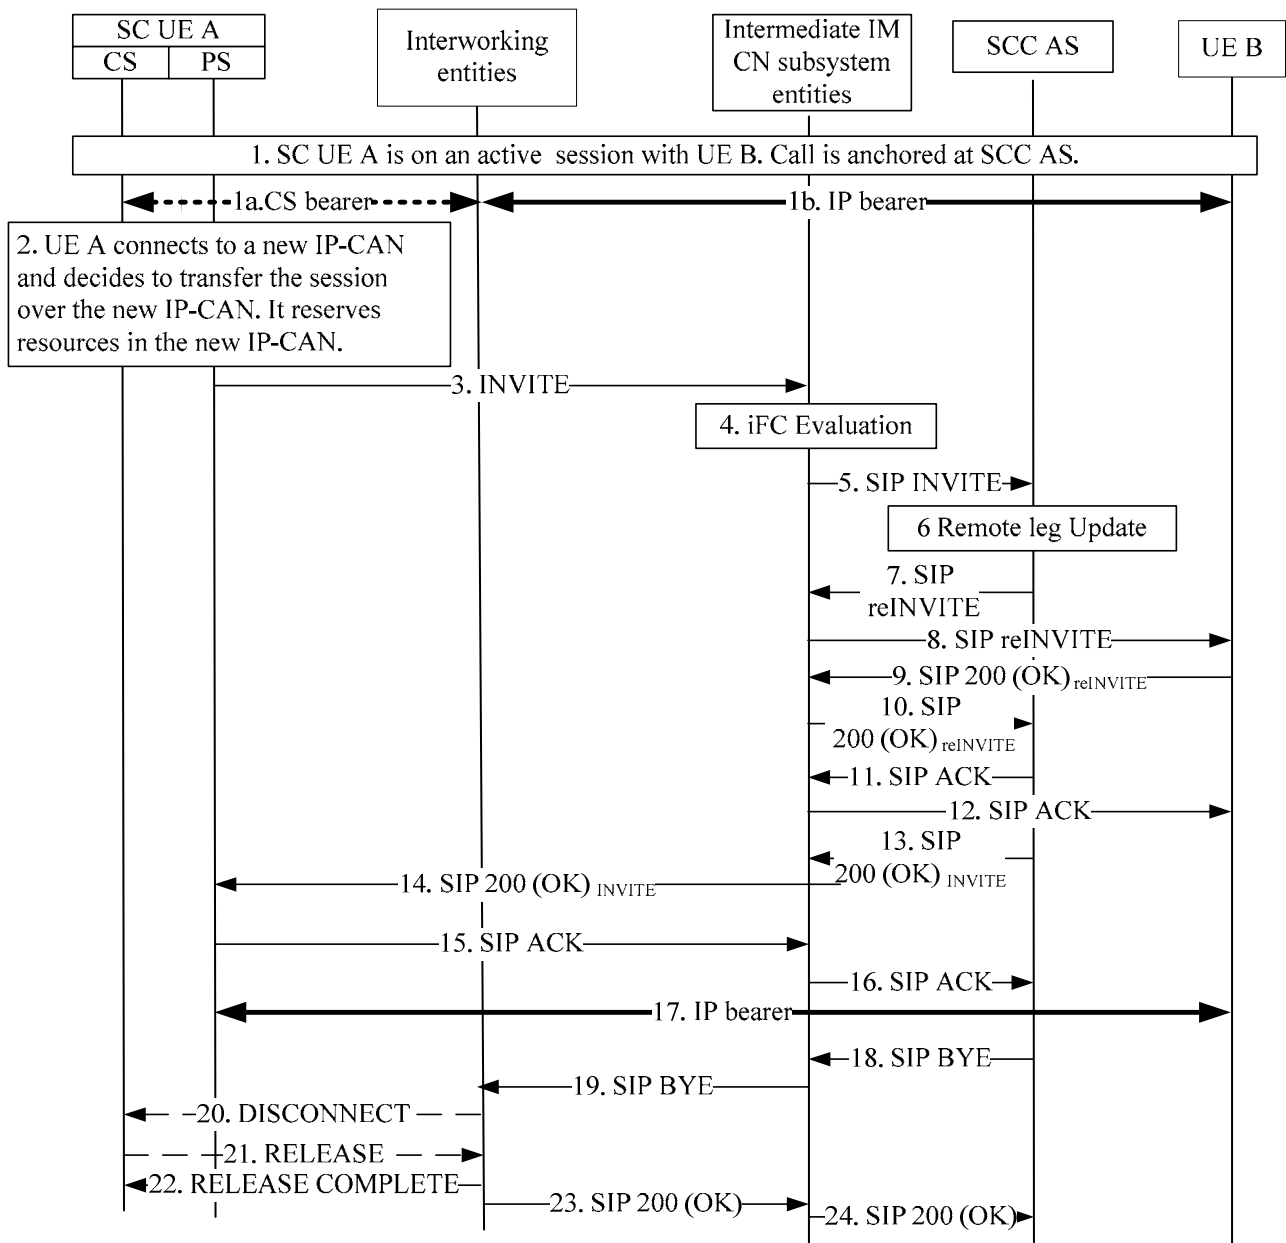 SC UE A
CS
PS
Interworking
entities
Intermediate IM
CN subsystem
entities
SCC AS
UE B
1. SC UE A is on an active session with UE B. Call is anchored at SCC AS.
1a.CS bearer
1b. IP bearer
2. UE A connects to a new IP-CAN
and decides to transfer the session
over the new IP-CAN. It reserves
resources in the new IP-CAN.
3. INVITE
4. iFC Evaluation
5. SIP INVITE
6 Remote leg Update
7. SIP
reINVITE
8. SIP reINVITE
9. SIP 200 (OK) reINVITE
10. SIP
200 (OK) reINVITE
11. SIP ACK
12. SIP ACK
13. SIP
200 (OK) INVITE
14. SIP 200 (OK) INVITE
15. SIP ACK
16. SIP ACK
17. IP bearer
18. SIP BYE
19. SIP BYE
20. DISCONNECT
21. RELEASE
22. RELEASE COMPLETE
23. SIP 200 (OK)
24. SIP 200 (OK)